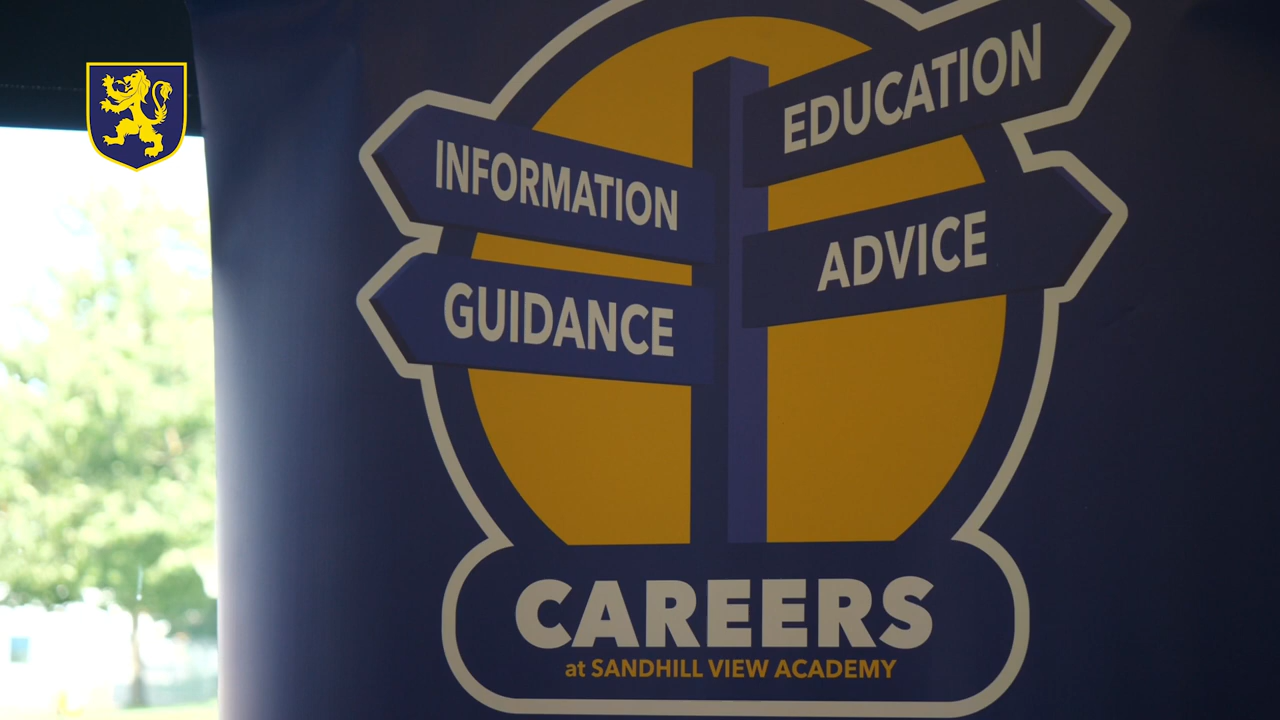 EDUCATION
INFORMATION
ADVICE
GUIDANCE
CAREERS
at SANDHILL VIEW ACADEMY